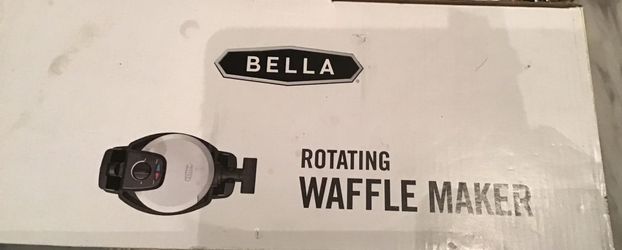 BELLA
ROTATING
WAFFLE MAKER